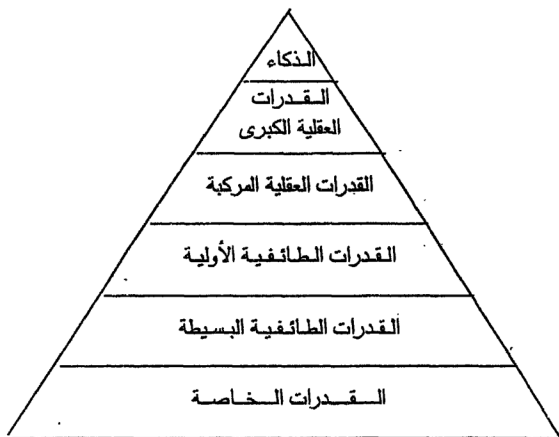 الذكاء
القدرات
العقلية الكبرى
القدرات العقلية المركبة
القدرات الطائفية الأولية
القدرات الطائفية البسيطة
القدرات الخاصة